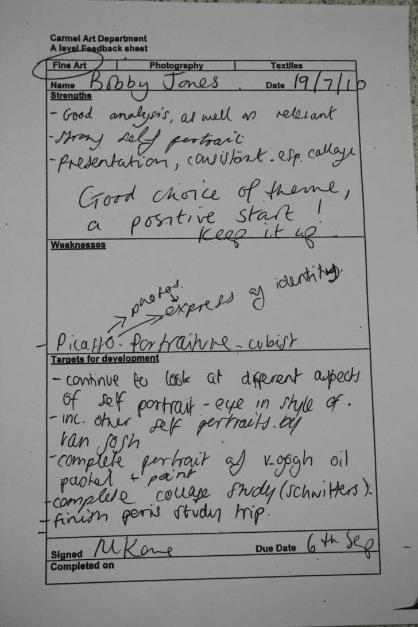 Carmel Art Department
A level Feedback sheet
Fine Art Photography Textiles
Name Bobby Jones Date 19/7/10
Strengths
- Good analysis, as well as relevant
- strong self portrait
- Presentation, consistant - esp. collage
Good choice of theme,
a positive start!
Keep it up
Weaknesses
photos
express of identity.
- Picasso - Portraiture - cubist
Targets for development
- continue to look at different aspects
of self portrait - eye in style of.
- inc. other self portraits by
van
- complete portrait of v.gogh oil
pastel + paint
- complete collage study (schwitters).
- finish study trip.
Signed M Kane Due Date 6th Sep
Completed on